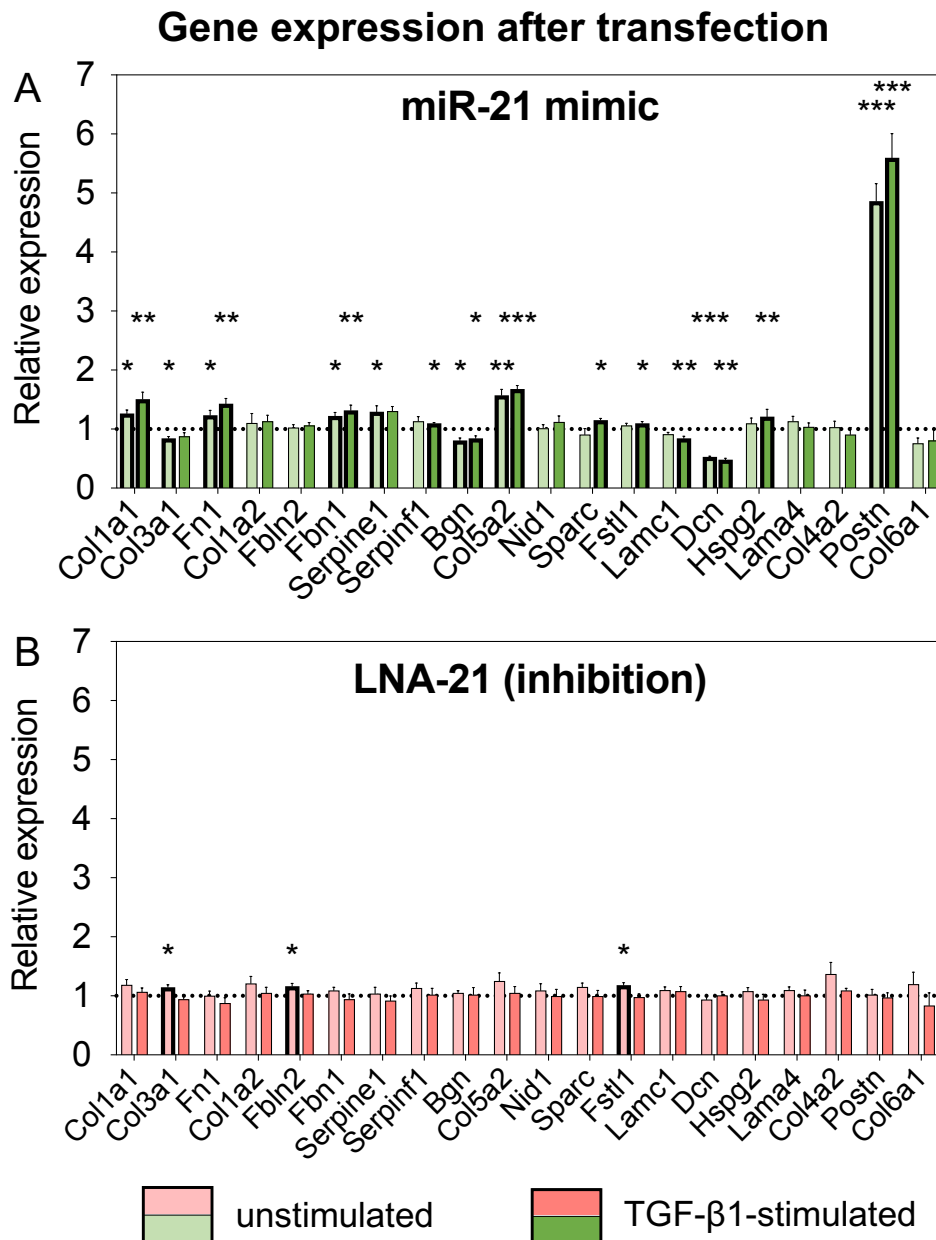 Gene expression after transfection
A
miR-21 mimic
Relative expression
7
6
5
4
3
2
1
0
*** ***
** ** ** * *** *** **
* * * * * * * ** * * ** **
Col1a1 Col3a1 Fn1 Col1a2 Fbln2 Fbn1 Serpine1 Serpinf1 Bgn Col5a2 Nid1 Sparc Fstl1 Lamc1 Dcn Hspg2 Lama4 Col4a2 Postn Col6a1
B
LNA-21 (inhibition)
Relative expression
7
6
5
4
3
2
1
0
* * *
Col1a1 Col3a1 Fn1 Col1a2 Fbln2 Fbn1 Serpine1 Serpinf1 Bgn Col5a2 Nid1 Sparc Fstl1 Lamc1 Dcn Hspg2 Lama4 Col4a2 Postn Col6a1
unstimulated
TGF-β1-stimulated